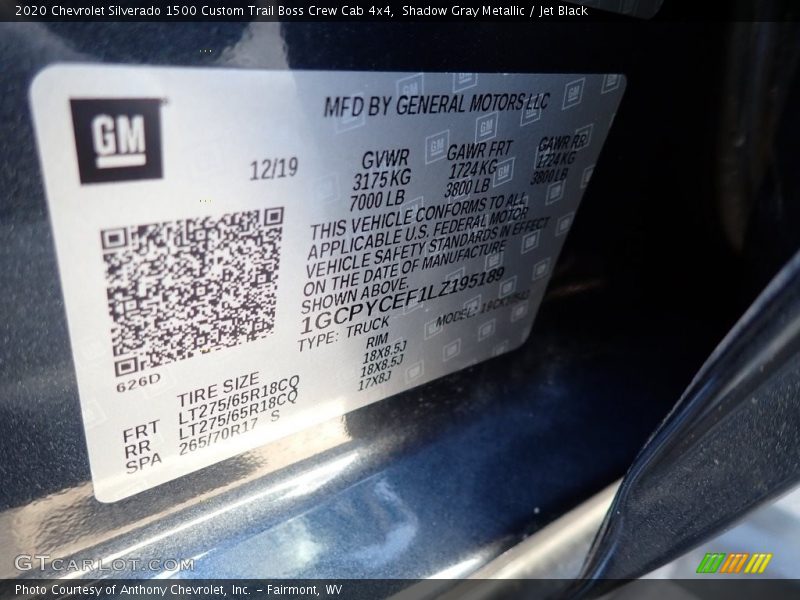 2020 Chevrolet Silverado 1500 Custom Trail Boss Crew Cab 4x4,  Shadow Gray Metallic / Jet Black
GM
MFD BY GENERAL MOTORS LLC
12/19
GVWR
3175 KG
7000 LB
GAWR FRT
1724 KG
3800 LB
GAWR RR
1724 KG
3800 LB
THIS VEHICLE CONFORMS TO ALL
APPLICABLE U.S. FEDERAL MOTOR
VEHICLE SAFETY STANDARDS IN EFFECT
ON THE DATE OF MANUFACTURE
SHOWN ABOVE.
1GCPYCEF1LZ195189
TYPE: TRUCK
MODEL:
626D
TIRE SIZE
RIM
FRT LT275/65R18CQ 18X8.5J
RR LT275/65R18CQ 18X8.5J
SPA 265/70R17 S 17X8J
GTCARLOT.COM
Photo Courtesy of Anthony Chevrolet, Inc. – Fairmont, WV